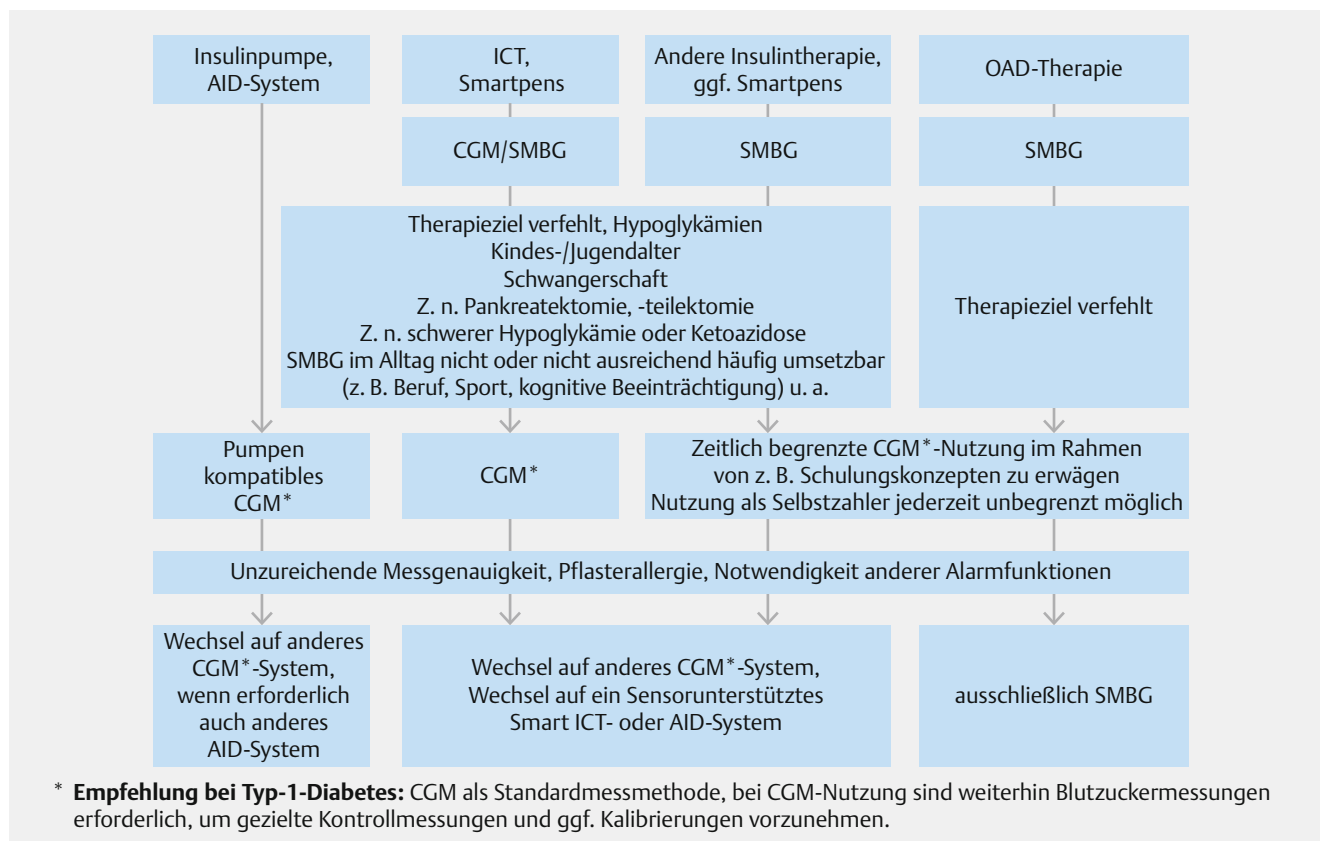 Insulinpumpe,
AID-System
ICT,
Smartpens
Andere Insulintherapie,
ggf. Smartpens
OAD-Therapie
CGM/SMBG
SMBG
SMBG
Therapieziel verfehlt, Hypoglykämien
Kindes-/Jugendalter
Schwangerschaft
Z. n. Pankreatektomie, -teilektomie
Z. n. schwerer Hypoglykämie oder Ketoazidose
SMBG im Alltag nicht oder nicht ausreichend häufig umsetzbar
(z. B. Beruf, Sport, kognitive Beeinträchtigung) u. a.
Therapieziel verfehlt
Pumpen
kompatibles
CGM*
CGM*
Zeitlich begrenzte CGM*-Nutzung im Rahmen
von z. B. Schulungskonzepten zu erwägen
Nutzung als Selbstzahler jederzeit unbegrenzt möglich
Unzureichende Messgenauigkeit, Pflasterallergie, Notwendigkeit anderer Alarmfunktionen
Wechsel auf anderes
CGM*-System,
wenn erforderlich
auch anderes
AID-System
Wechsel auf anderes CGM*-System,
Wechsel auf ein Sensorunterstütztes
Smart ICT- oder AID-System
ausschließlich SMBG
* Empfehlung bei Typ-1-Diabetes: CGM als Standardmessmethode, bei CGM-Nutzung sind weiterhin Blutzuckermessungen
erforderlich, um gezielte Kontrollmessungen und ggf. Kalibrierungen vorzunehmen.